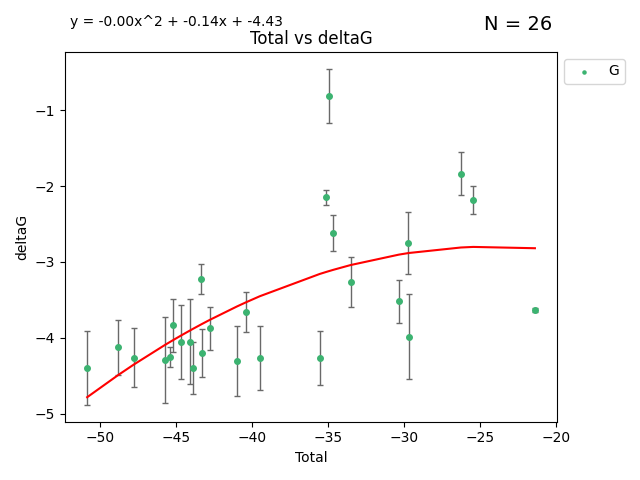 y = -0.00x^2 + -0.14x + -4.43
N = 26
Total vs deltaG
G
−1
−2
−3
−4
−5
deltaG
−50 −45 −40 −35 −30 −25 −20
Total